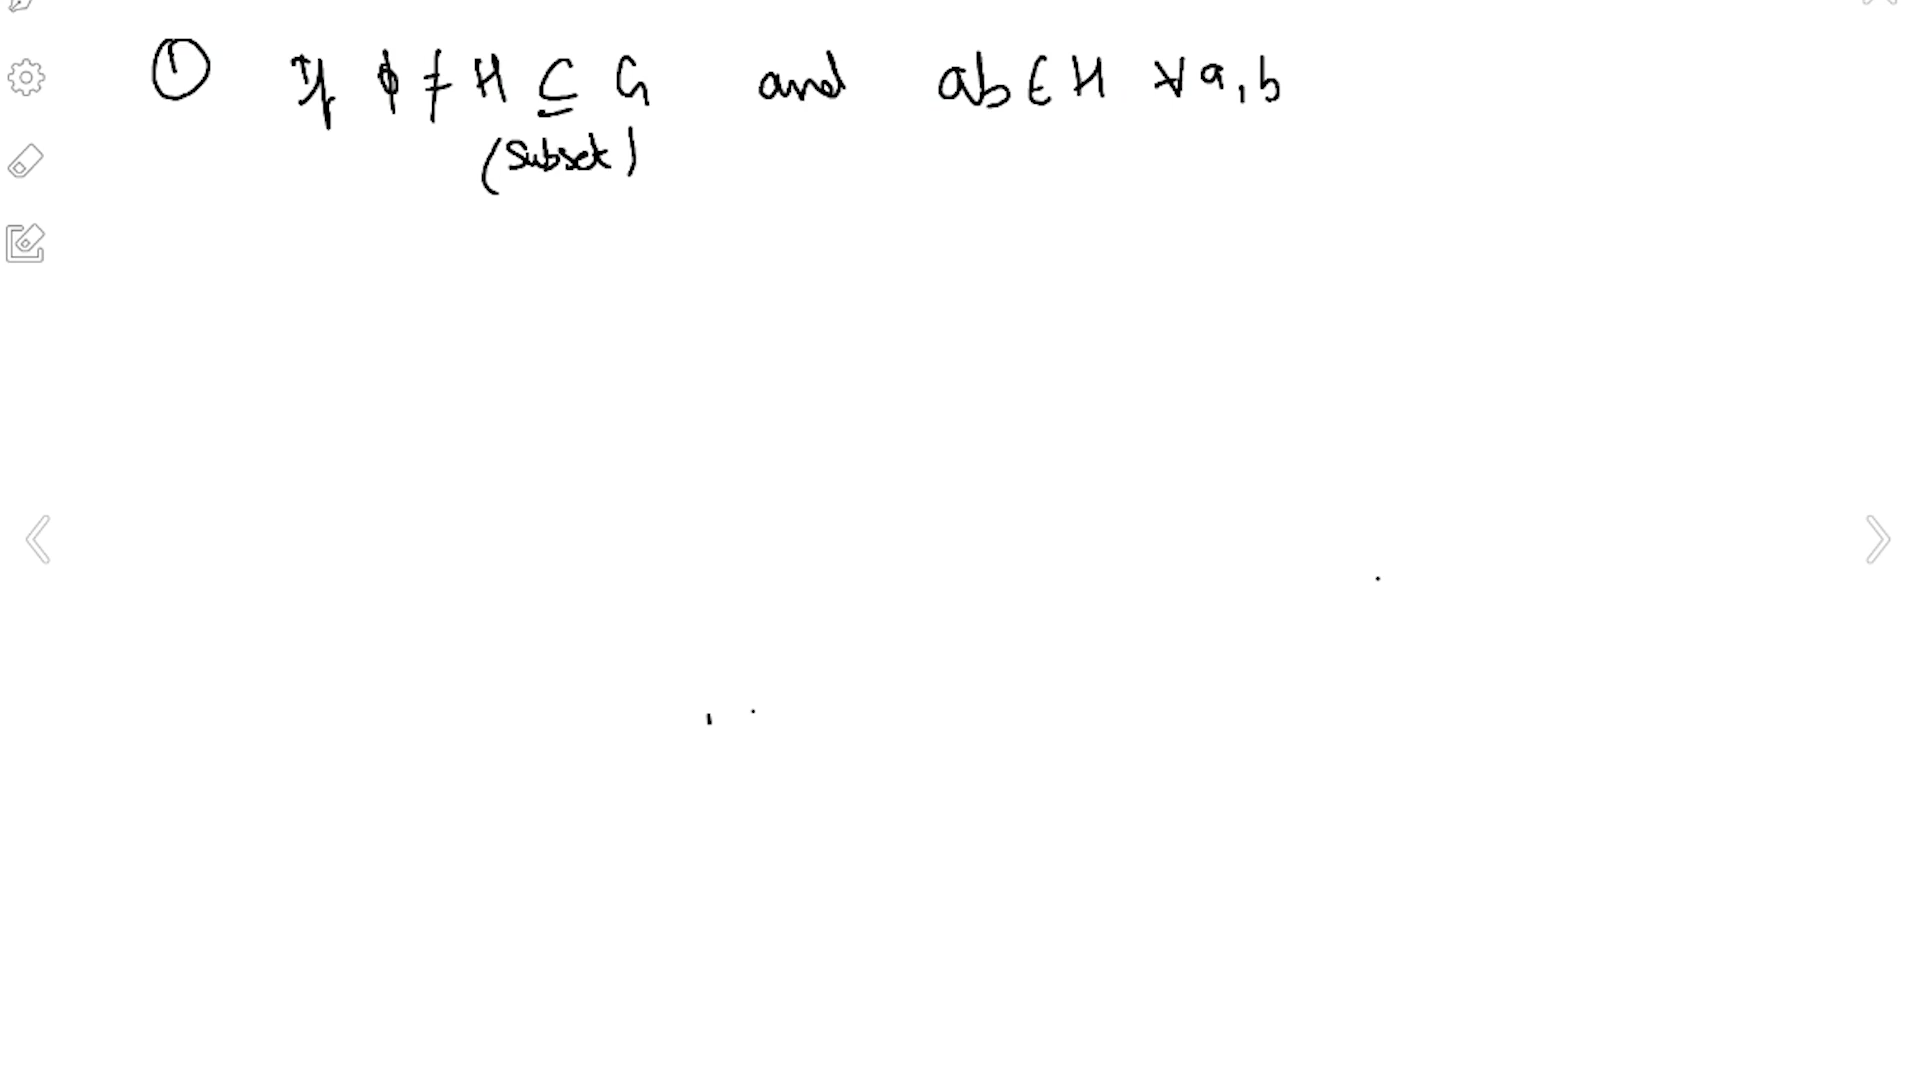 ① If ϕ ≠ H ⊆ G and ab ∈ H ∀ a, b
(Subset)